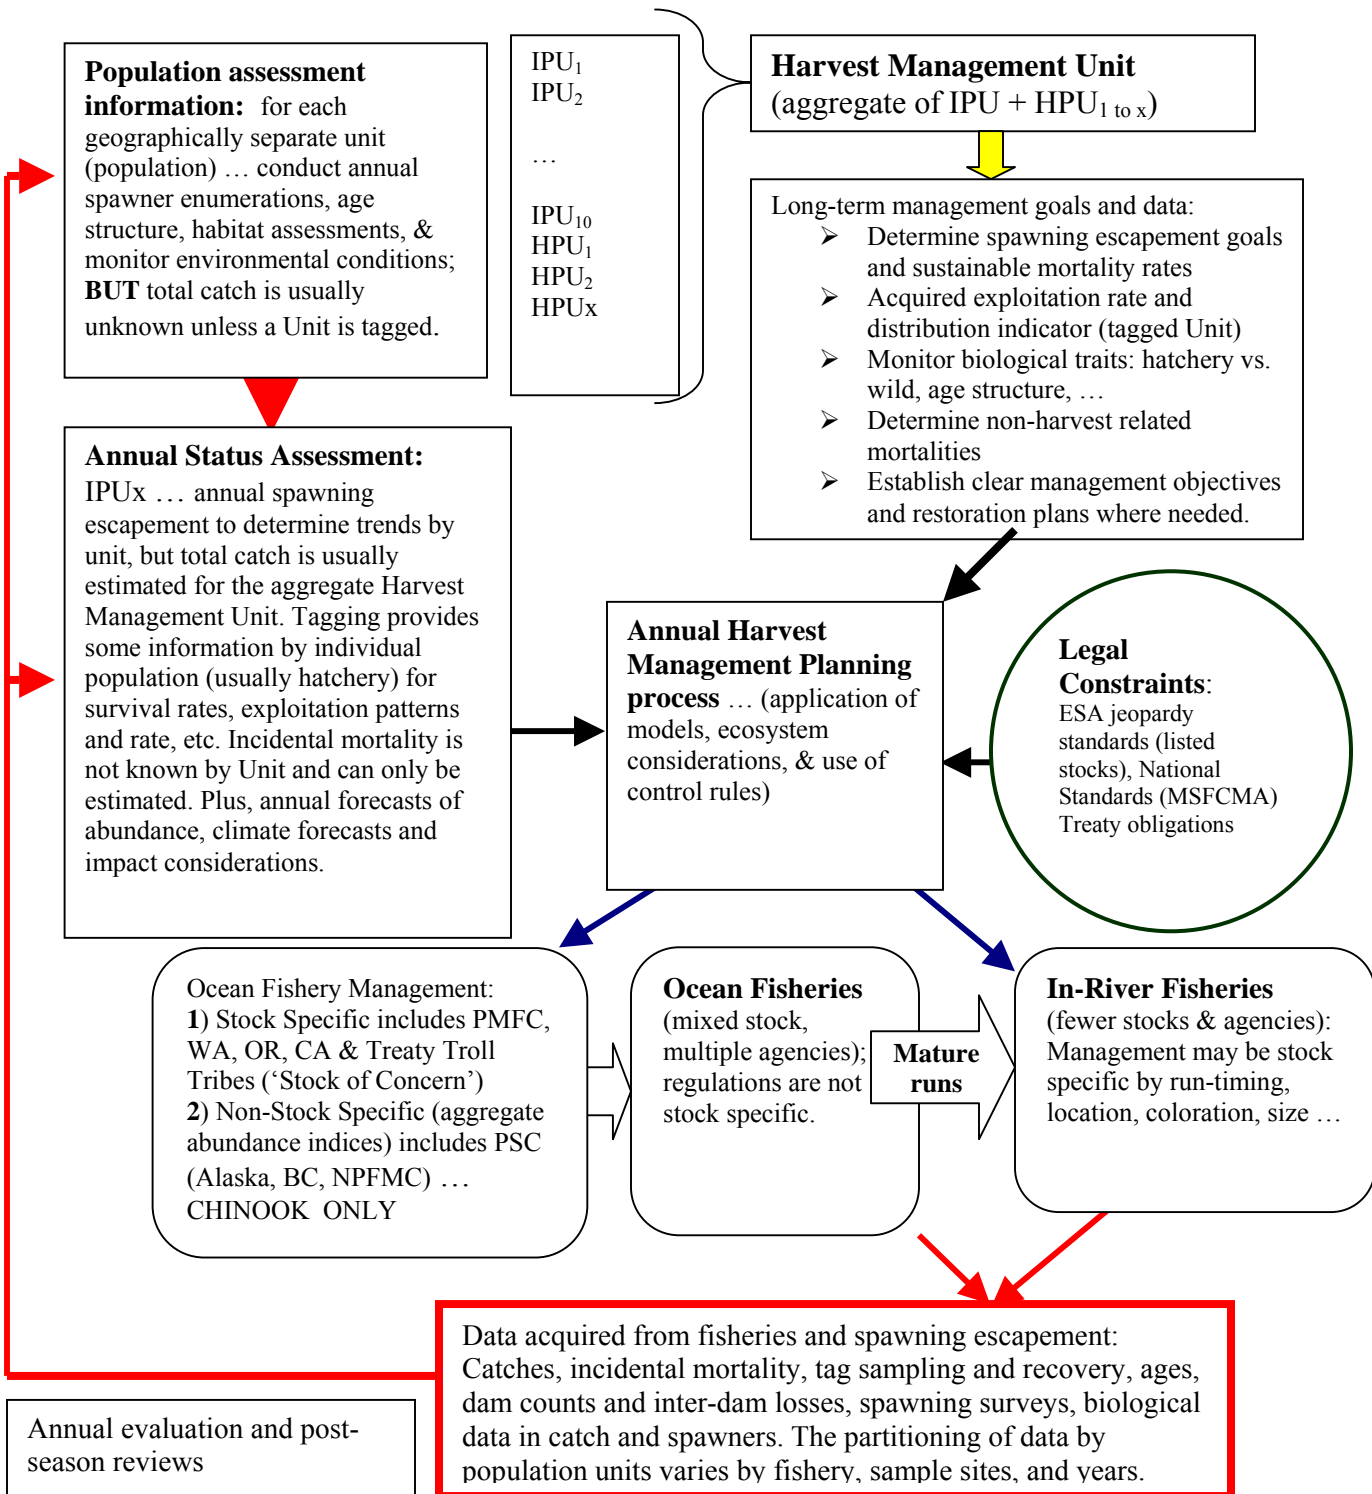 Population assessment
information: for each
geographically separate unit
(population) … conduct annual
spawner enumerations, age
structure, habitat assessments, &
monitor environmental conditions;
BUT total catch is usually
unknown unless a Unit is tagged.
IPU1
IPU2
…
IPU10
HPU1
HPU2
HPUx
Harvest Management Unit
(aggregate of IPU + HPU1 to x)
Long-term management goals and data:
➢ Determine spawning escapement goals
and sustainable mortality rates
➢ Acquired exploitation rate and
distribution indicator (tagged Unit)
➢ Monitor biological traits: hatchery vs.
wild, age structure, …
➢ Determine non-harvest related
mortalities
➢ Establish clear management objectives
and restoration plans where needed.
Annual Status Assessment:
IPUx … annual spawning
escapement to determine trends by
unit, but total catch is usually
estimated for the aggregate Harvest
Management Unit. Tagging provides
some information by individual
population (usually hatchery) for
survival rates, exploitation patterns
and rate, etc. Incidental mortality is
not known by Unit and can only be
estimated. Plus, annual forecasts of
abundance, climate forecasts and
impact considerations.
Annual Harvest
Management Planning
process … (application of
models, ecosystem
considerations, & use of
control rules)
Legal
Constraints:
ESA jeopardy
standards (listed
stocks), National
Standards (MSFCMA)
Treaty obligations
Ocean Fishery Management:
1) Stock Specific includes PMFC,
WA, OR, CA & Treaty Troll
Tribes (‘Stock of Concern’)
2) Non-Stock Specific (aggregate
abundance indices) includes PSC
(Alaska, BC, NPFMC) …
CHINOOK ONLY
Ocean Fisheries
(mixed stock,
multiple agencies);
regulations are not
stock specific.
Mature
runs
In-River Fisheries
(fewer stocks & agencies):
Management may be stock
specific by run-timing,
location, coloration, size …
Data acquired from fisheries and spawning escapement:
Catches, incidental mortality, tag sampling and recovery, ages,
dam counts and inter-dam losses, spawning surveys, biological
data in catch and spawners. The partitioning of data by
population units varies by fishery, sample sites, and years.
Annual evaluation and post-
season reviews